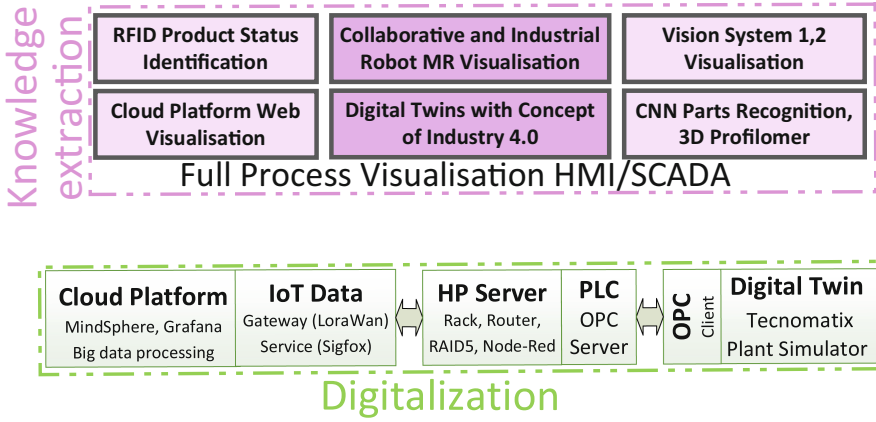 Knowledge
extraction
RFID Product Status
Identification
Collaborative and Industrial
Robot MR Visualisation
Vision System 1,2
Visualisation
Cloud Platform Web
Visualisation
Digital Twins with Concept
of Industry 4.0
CNN Parts Recognition,
3D Profilomer
Full Process Visualisation HMI/SCADA
Cloud Platform
MindSphere, Grafana
Big data processing
IoT Data
Gateway (LoraWan)
Service (Sigfox)
HP Server
Rack, Router,
RAID5, Node-Red
PLC
OPC
Server
OPC
Client
Digital Twin
Tecnomatix
Plant Simulator
Digitalization